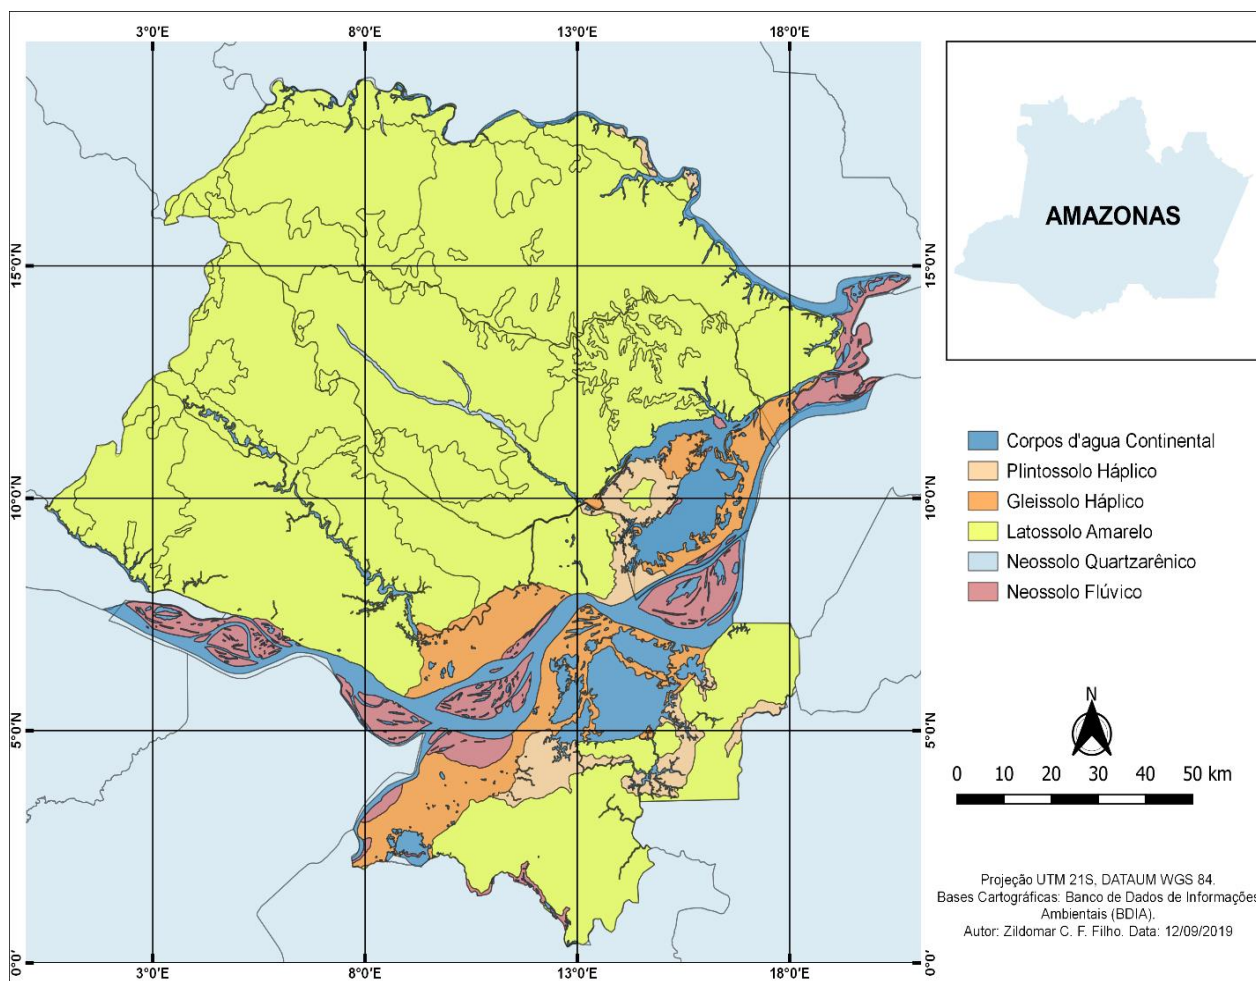 3°0'E 8°0'E 13°0'E 18°0'E
15°0'N 15°0'N
10°0'N 10°0'N
5°0'N 5°0'N
0°0' 0°0'
3°0'E 8°0'E 13°0'E 18°0'E
AMAZONAS
Corpos d'agua Continental
Plintossolo Háplico
Gleissolo Háplico
Latossolo Amarelo
Neossolo Quartzarênico
Neossolo Flúvico
N
0 10 20 30 40 50 km
Projeção UTM 21S, DATAUM WGS 84.
Bases Cartográficas: Banco de Dados de Informações
Ambientais (BDIA).
Autor: Zildomar C. F. Filho. Data: 12/09/2019